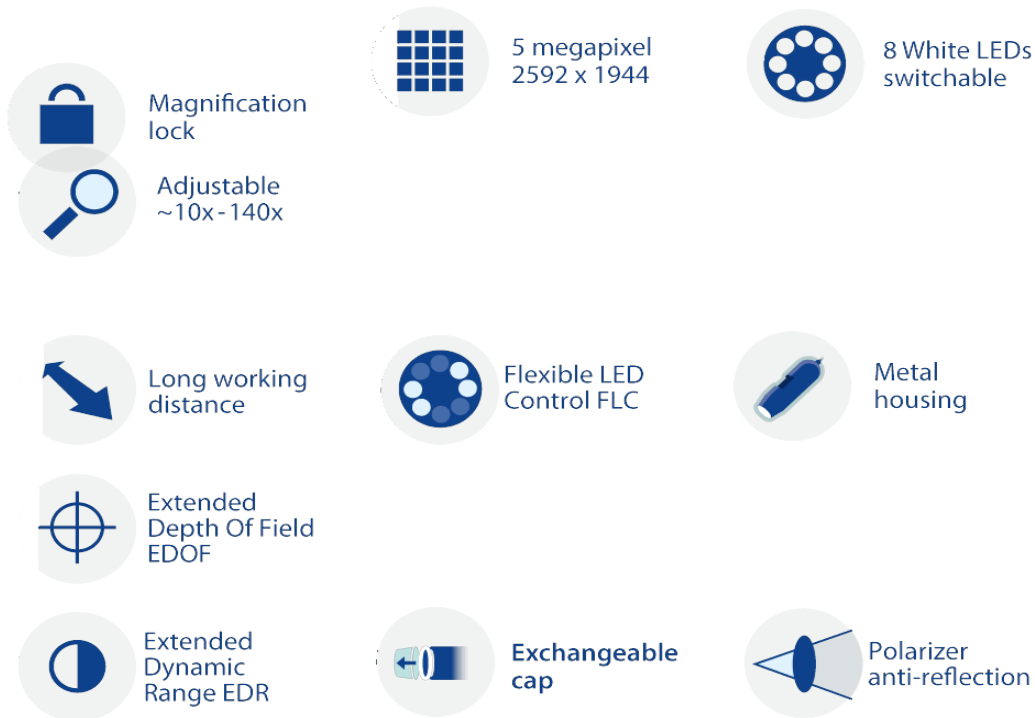 5 megapixel
2592 x 1944
8 White LEDs
switchable
Magnification
lock
Adjustable
~10x-140x
Long working
distance
Flexible LED
Control FLC
Metal
housing
Extended
Depth Of Field
EDOF
Extended
Dynamic
Range EDR
Exchangeable
cap
Polarizer
anti-reflection